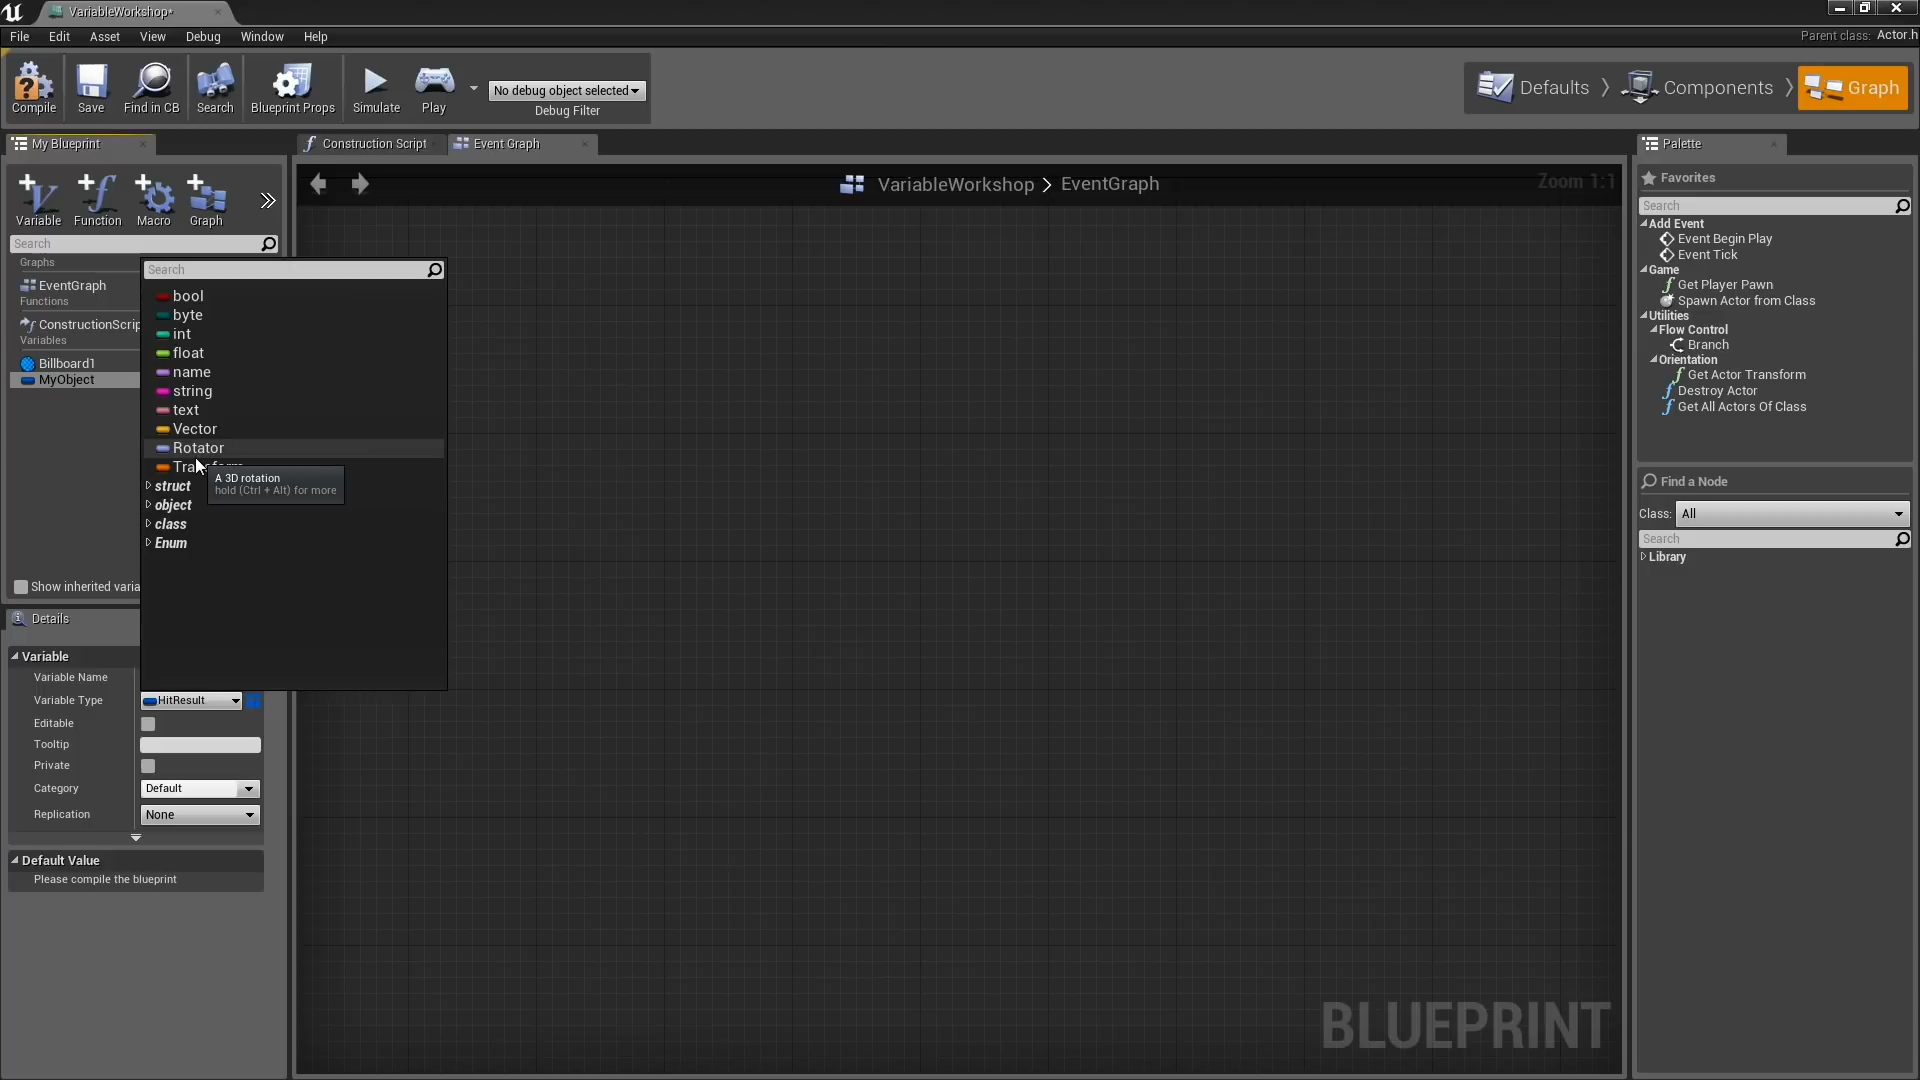 VariableWorkshop*
File Edit Asset View Debug Window Help
Parent class: Actor.h
Compile Save Find in CB Search Blueprint Props Simulate Play
No debug object selected
Debug Filter
Defaults Components Graph
My Blueprint
Construction Script
Event Graph
Palette
Variable Function Macro Graph
Search
Graphs
EventGraph
Functions
ConstructionScrip
Variables
Billboard1
MyObject
Show inherited varia
Search
bool
byte
int
float
name
string
text
Vector
Rotator
A 3D rotation
hold (Ctrl + Alt) for more
struct
object
class
Enum
VariableWorkshop > EventGraph
Zoom 1:1
BLUEPRINT
Details
Variable
Variable Name
Variable Type HitResult
Editable
Tooltip
Private
Category Default
Replication None
Default Value
Please compile the blueprint
Favorites
Search
Add Event
Event Begin Play
Event Tick
Game
Get Player Pawn
Spawn Actor from Class
Utilities
Flow Control
Branch
Orientation
Get Actor Transform
Destroy Actor
Get All Actors Of Class
Find a Node
Class: All
Search
Library